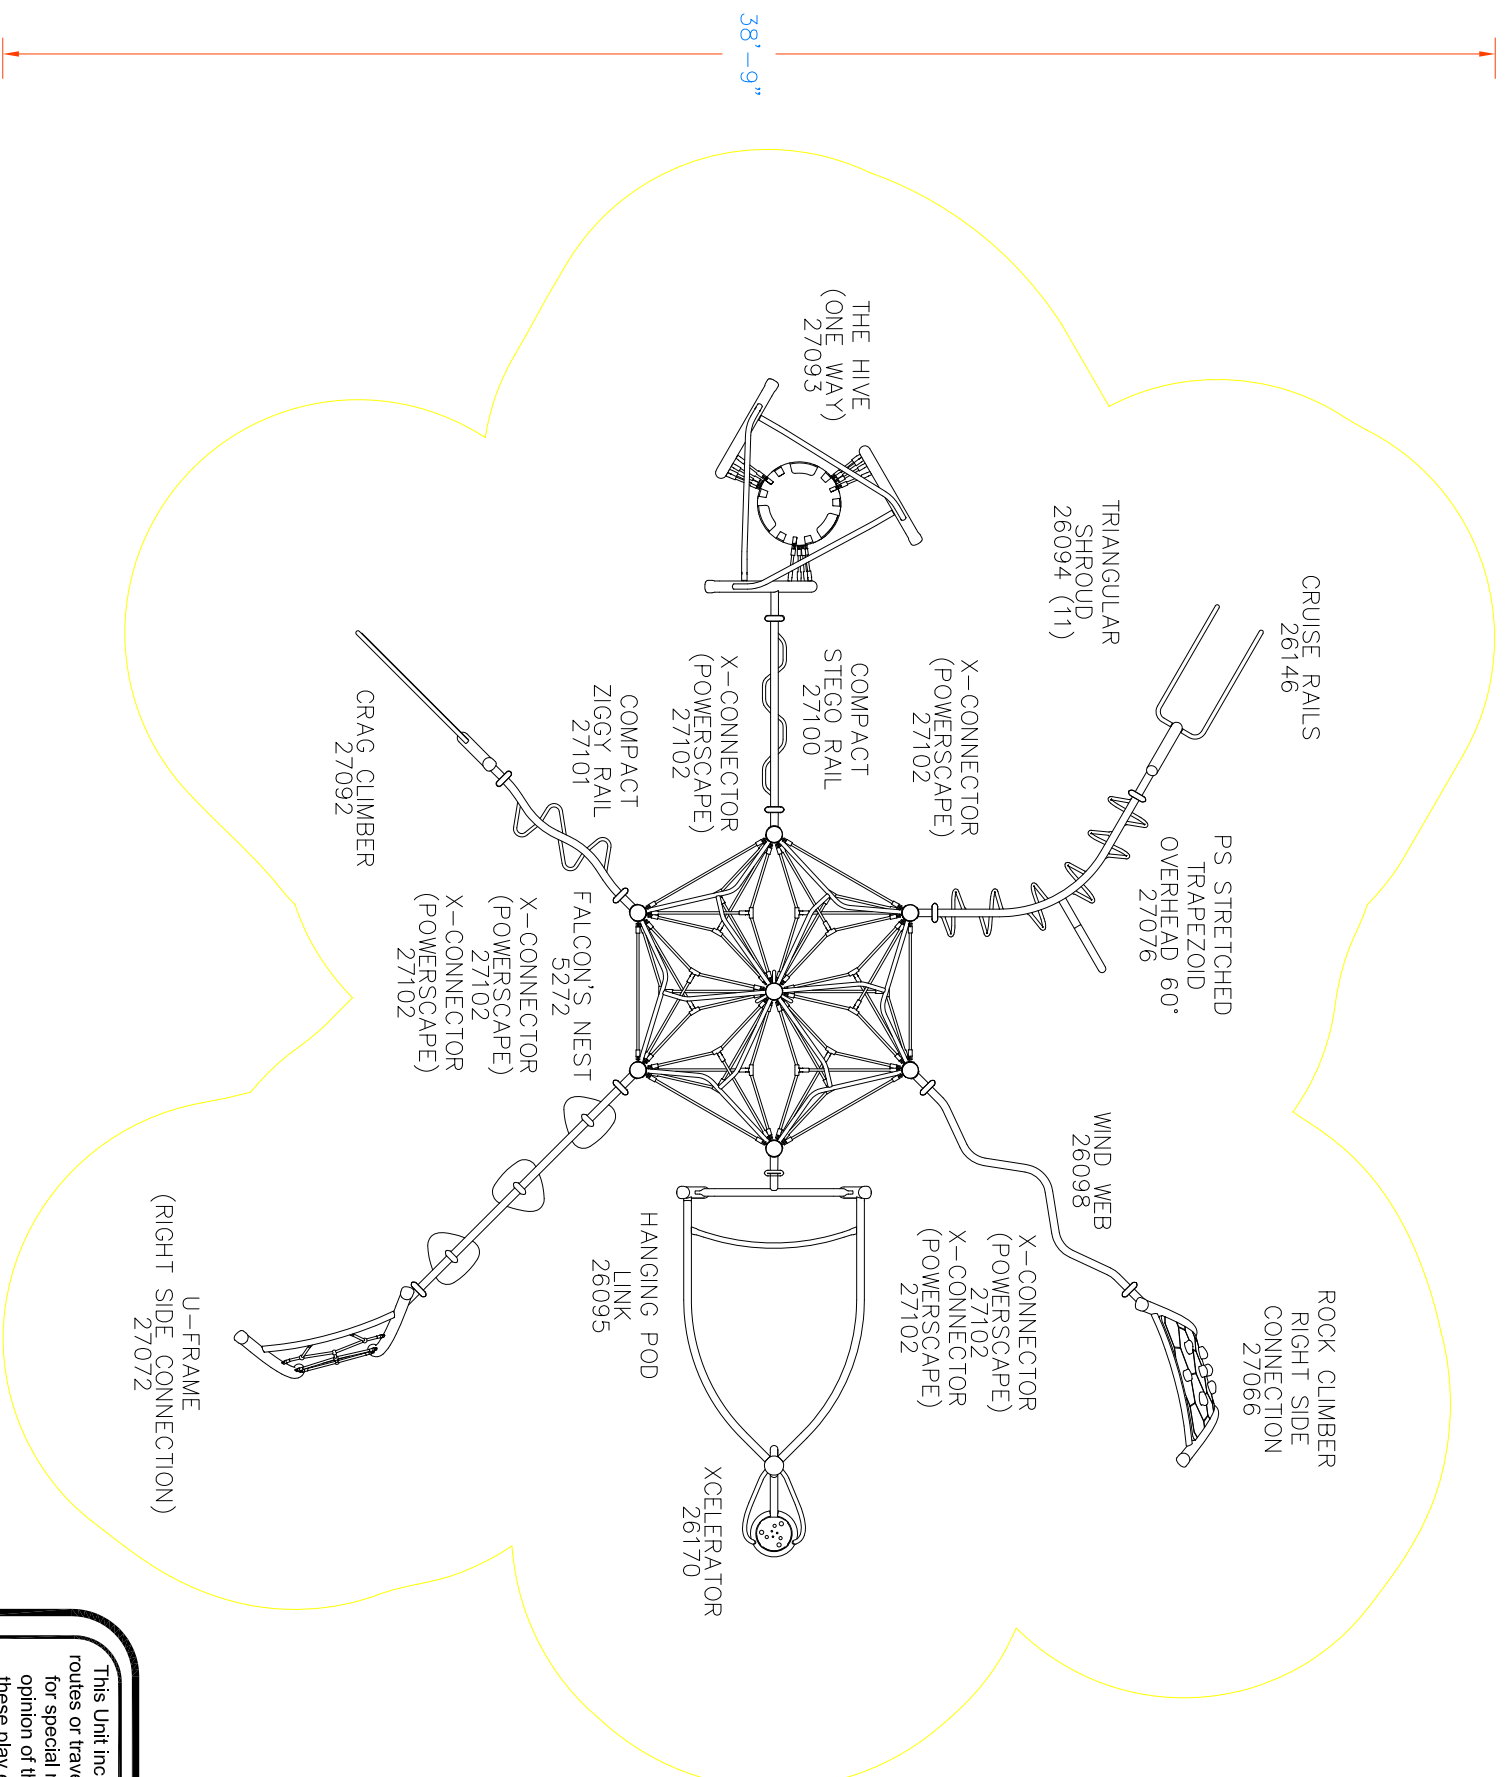 38'-9"
CRUISE RAILS
26146
ROCK CLIMBER
RIGHT SIDE
CONNECTION
27066
PS STRETCHED
TRAPEZOID
OVERHEAD 60°
27076
TRIANGULAR
SHROUD
26094 (11)
WIND WEB
26098
X-CONNECTOR
(POWERSCAPE)
27102
X-CONNECTOR
(POWERSCAPE)
27102
X-CONNECTOR
(POWERSCAPE)
27102
THE HIVE
(ONE WAY)
27093
COMPACT
STEGO RAIL
27100
X-CONNECTOR
(POWERSCAPE)
27102
XCELERATOR
26170
HANGING POD
LINK
26095
COMPACT
ZIGGY RAIL
27101
FALCON'S NEST
5272
X-CONNECTOR
(POWERSCAPE)
27102
X-CONNECTOR
(POWERSCAPE)
27102
CRAG CLIMBER
27092
U-FRAME
(RIGHT SIDE CONNECTION)
27072
This Unit inc
routes or trave
for special
opinion of th
these play